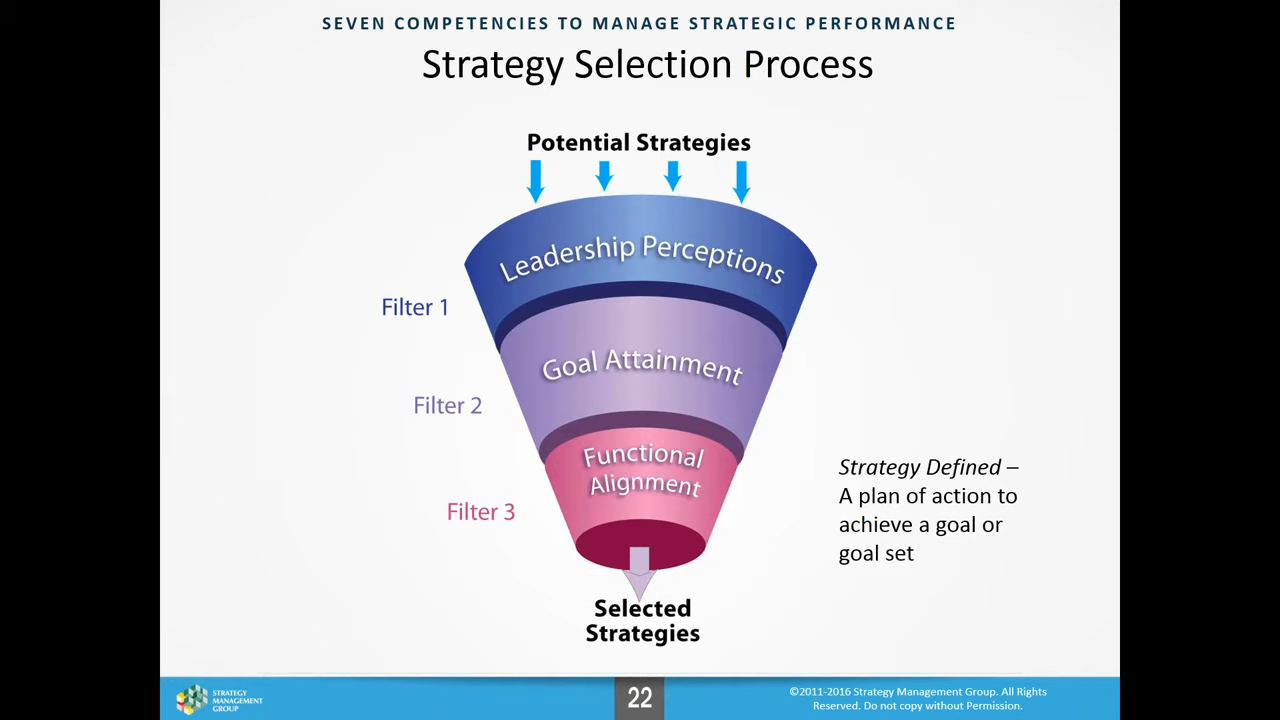 SEVEN COMPETENCIES TO MANAGE STRATEGIC PERFORMANCE
Strategy Selection Process
Potential Strategies
Leadership Perceptions
Filter 1
Goal Attainment
Filter 2
Functional
Alignment
Filter 3
Strategy Defined –
A plan of action to
achieve a goal or
goal set
Selected
Strategies
STRATEGY
MANAGEMENT
GROUP
22
©2011-2016 Strategy Management Group. All Rights
Reserved. Do not copy without Permission.